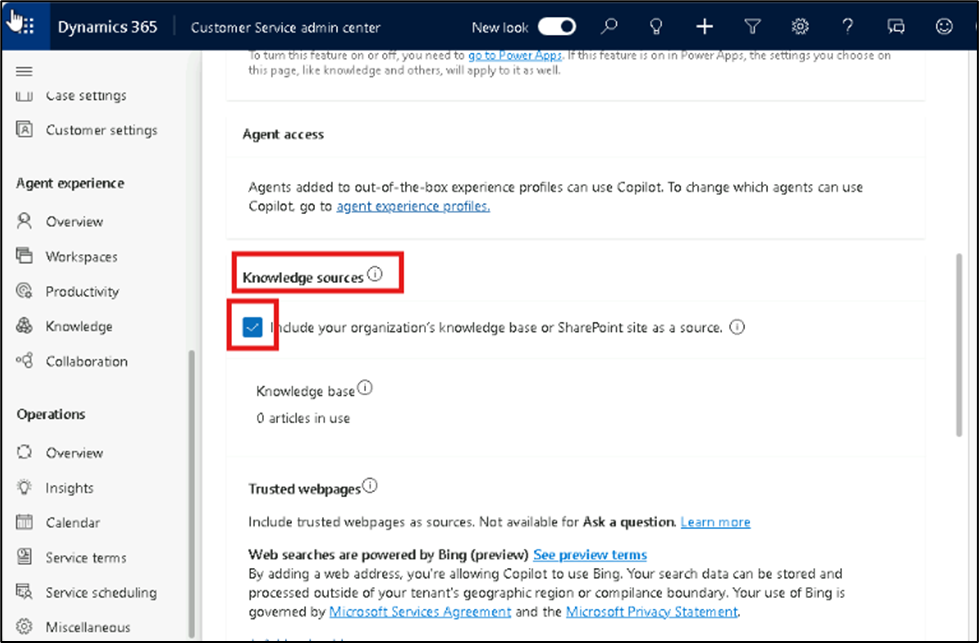 Dynamics 365
Customer Service admin center
New look
Case settings
Customer settings
Agent experience
Overview
Workspaces
Productivity
Knowledge
Collaboration
Operations
Overview
Insights
Calendar
Service terms
Service scheduling
Miscellaneous
To turn this feature on or off, you need to go to Power Apps. If this feature is on in Power Apps, the settings you choose on
this page, like knowledge and others, will apply to it as well.
Agent access
Agents added to out-of-the-box experience profiles can use Copilot. To change which agents can use
Copilot, go to agent experience profiles.
Knowledge sources
Include your organization's knowledge base or SharePoint site as a source.
Knowledge base
0 articles in use
Trusted webpages
Include trusted webpages as sources. Not available for Ask a question. Learn more
Web searches are powered by Bing (preview) See preview terms
By adding a web address, you're allowing Copilot to use Bing. Your search data can be stored and
processed outside of your tenant's geographic region or compliance boundary. Your use of Bing is
governed by Microsoft Services Agreement and the Microsoft Privacy Statement.